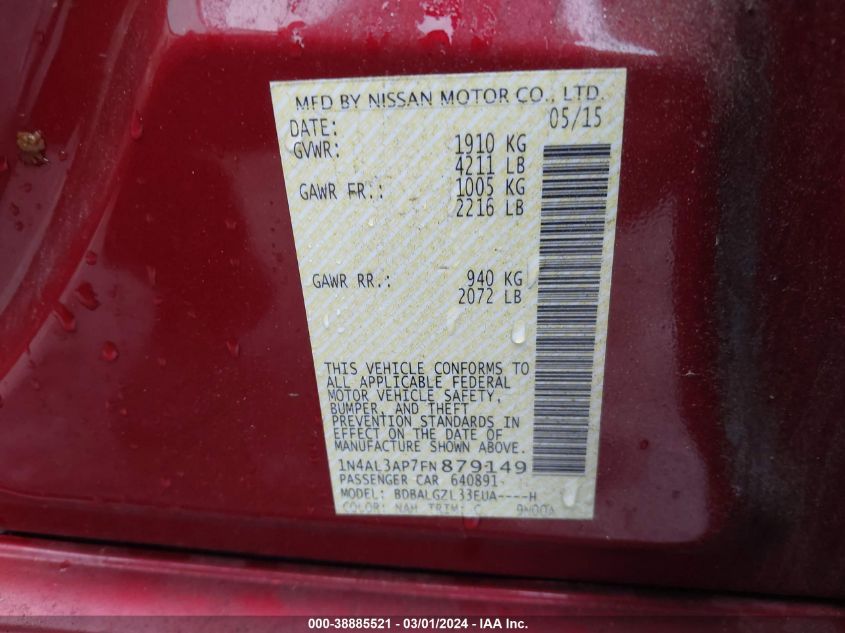 MFD BY NISSAN MOTOR CO., LTD.
DATE: 05/15
GVWR: 1910 KG
4211 LB
GAWR FR.: 1005 KG
2216 LB
GAWR RR.: 940 KG
2072 LB
THIS VEHICLE CONFORMS TO
ALL APPLICABLE FEDERAL
MOTOR VEHICLE SAFETY,
BUMPER, AND THEFT
PREVENTION STANDARDS IN
EFFECT ON THE DATE OF
MANUFACTURE SHOWN ABOVE.
1N4AL3AP7FN879149
PASSENGER CAR 640891
MODEL: BDBALGZL33EUA----H
COLOR: NAH TRIM: C
000-38885521 - 03/01/2024 - IAA Inc.